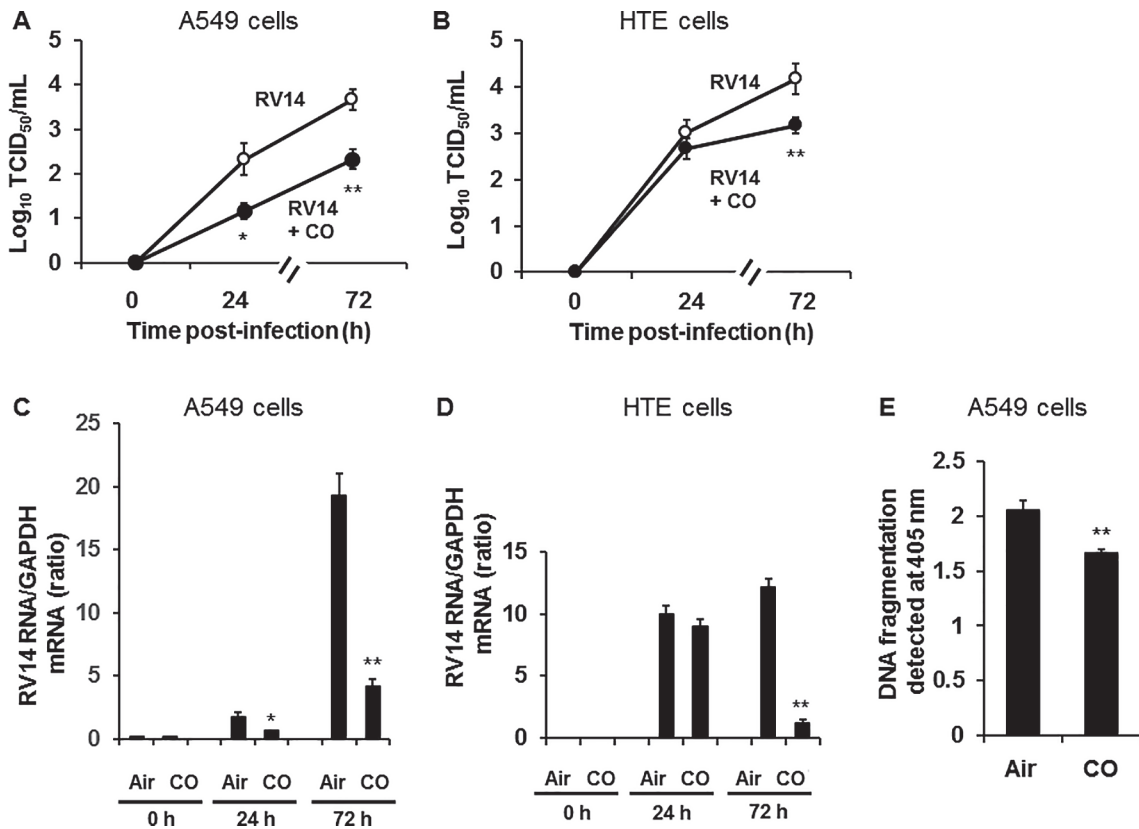 A A549 cells
Log10 TCID50/mL
5
4
3
2
1
0
RV14
RV14
+ CO
*
**
0 24 72
Time post-infection (h)
B HTE cells
Log10 TCID50/mL
5
4
3
2
1
0
RV14
RV14
+ CO
**
0 24 72
Time post-infection (h)
C A549 cells
RV14 RNA/GAPDH
mRNA (ratio)
25
20
15
10
5
0
*
**
Air CO Air CO Air CO
0 h 24 h 72 h
D HTE cells
RV14 RNA/GAPDH
mRNA (ratio)
15
10
5
0
**
Air CO Air CO Air CO
0 h 24 h 72 h
E A549 cells
DNA fragmentation
detected at 405 nm
2.5
2
1.5
1
0.5
0
**
Air CO